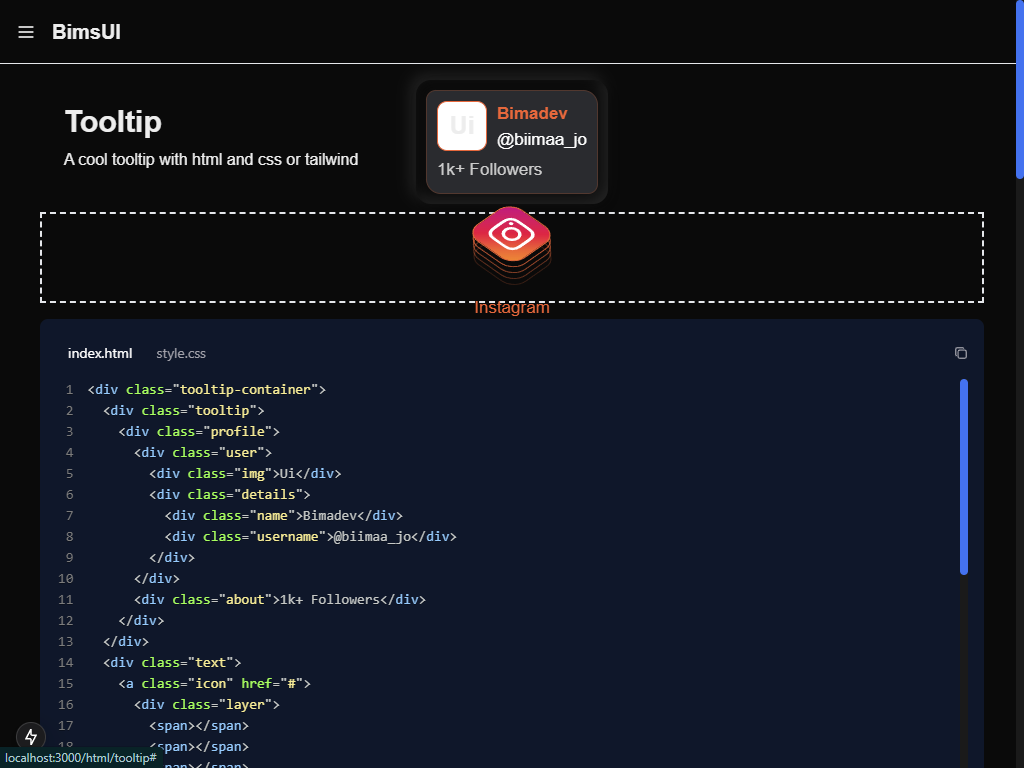 BimsUI
Tooltip
A cool tooltip with html and css or tailwind
Ui
Bimadev
@biimaa_jo
1k+ Followers
Instagram
index.html style.css
1 <div class="tooltip-container">
2 <div class="tooltip">
3 <div class="profile">
4 <div class="user">
5 <div class="img">Ui</div>
6 <div class="details">
7 <div class="name">Bimadev</div>
8 <div class="username">@biimaa_jo</div>
9 </div>
10 </div>
11 <div class="about">1k+ Followers</div>
12 </div>
13 </div>
14 <div class="text">
15 <a class="icon" href="#">
16 <div class="layer">
17 <span></span>
18 <span></span>
<span></span>
localhost:3000/html/tooltip#